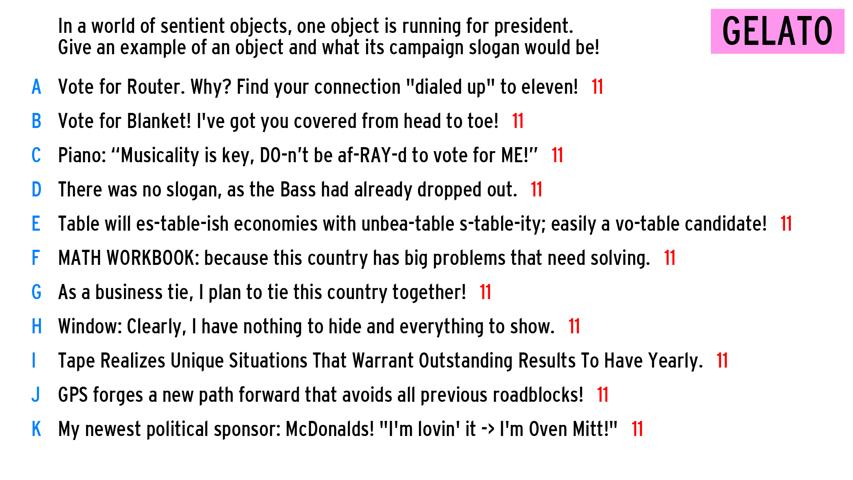 In a world of sentient objects, one object is running for president.
Give an example of an object and what its campaign slogan would be!
GELATO
A Vote for Router. Why? Find your connection "dialed up" to eleven! 11
B Vote for Blanket! I've got you covered from head to toe! 11
C Piano: “Musicality is key, DO-n’t be af-RAY-d to vote for ME!” 11
D There was no slogan, as the Bass had already dropped out. 11
E Table will es-table-ish economies with unbea-table s-table-ity; easily a vo-table candidate! 11
F MATH WORKBOOK: because this country has big problems that need solving. 11
G As a business tie, I plan to tie this country together! 11
H Window: Clearly, I have nothing to hide and everything to show. 11
I Tape Realizes Unique Situations That Warrant Outstanding Results To Have Yearly. 11
J GPS forges a new path forward that avoids all previous roadblocks! 11
K My newest political sponsor: McDonalds! "I'm lovin' it -> I'm Oven Mitt!" 11